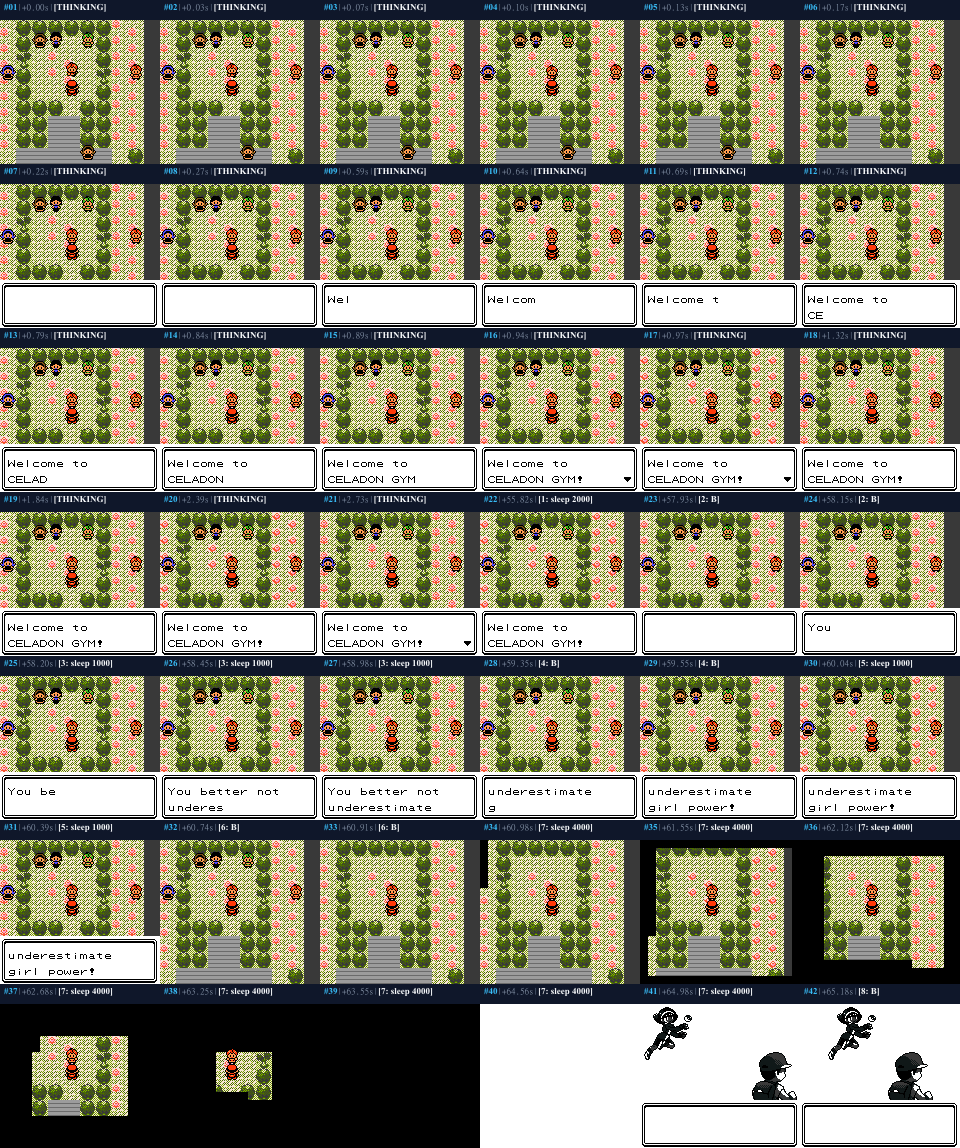 #01|+0.00s|[THINKING]
#02|+0.03s|[THINKING]
#03|+0.07s|[THINKING]
#04|+0.10s|[THINKING]
#05|+0.13s|[THINKING]
#06|+0.17s|[THINKING]
#07|+0.22s|[THINKING]
#08|+0.27s|[THINKING]
#09|+0.59s|[THINKING]
Wel
#10|+0.64s|[THINKING]
Welcom
#11|+0.69s|[THINKING]
Welcome t
#12|+0.74s|[THINKING]
Welcome to
CE
#13|+0.79s|[THINKING]
Welcome to
CELAD
#14|+0.84s|[THINKING]
Welcome to
CELADON
#15|+0.89s|[THINKING]
Welcome to
CELADON GYM
#16|+0.94s|[THINKING]
Welcome to
CELADON GYM!
#17|+0.97s|[THINKING]
Welcome to
CELADON GYM!
#18|+1.32s|[THINKING]
Welcome to
CELADON GYM!
#19|+1.84s|[THINKING]
Welcome to
CELADON GYM!
#20|+2.39s|[THINKING]
Welcome to
CELADON GYM!
#21|+2.73s|[THINKING]
Welcome to
CELADON GYM!
#22|+55.82s|[1: sleep 2000]
Welcome to
CELADON GYM!
#23|+57.93s|[2: B]
#24|+58.15s|[2: B]
You
#25|+58.20s|[3: sleep 1000]
You be
#26|+58.45s|[3: sleep 1000]
You better not
underes
#27|+58.98s|[3: sleep 1000]
You better not
underestimate
#28|+59.35s|[4: B]
underestimate
g
#29|+59.55s|[4: B]
underestimate
girl power!
#30|+60.04s|[5: sleep 1000]
underestimate
girl power!
#31|+60.39s|[5: sleep 1000]
underestimate
girl power!
#32|+60.74s|[6: B]
#33|+60.91s|[6: B]
#34|+60.98s|[7: sleep 4000]
#35|+61.55s|[7: sleep 4000]
#36|+62.12s|[7: sleep 4000]
#37|+62.68s|[7: sleep 4000]
#38|+63.25s|[7: sleep 4000]
#39|+63.55s|[7: sleep 4000]
#40|+64.56s|[7: sleep 4000]
#41|+64.98s|[7: sleep 4000]
#42|+65.18s|[8: B]